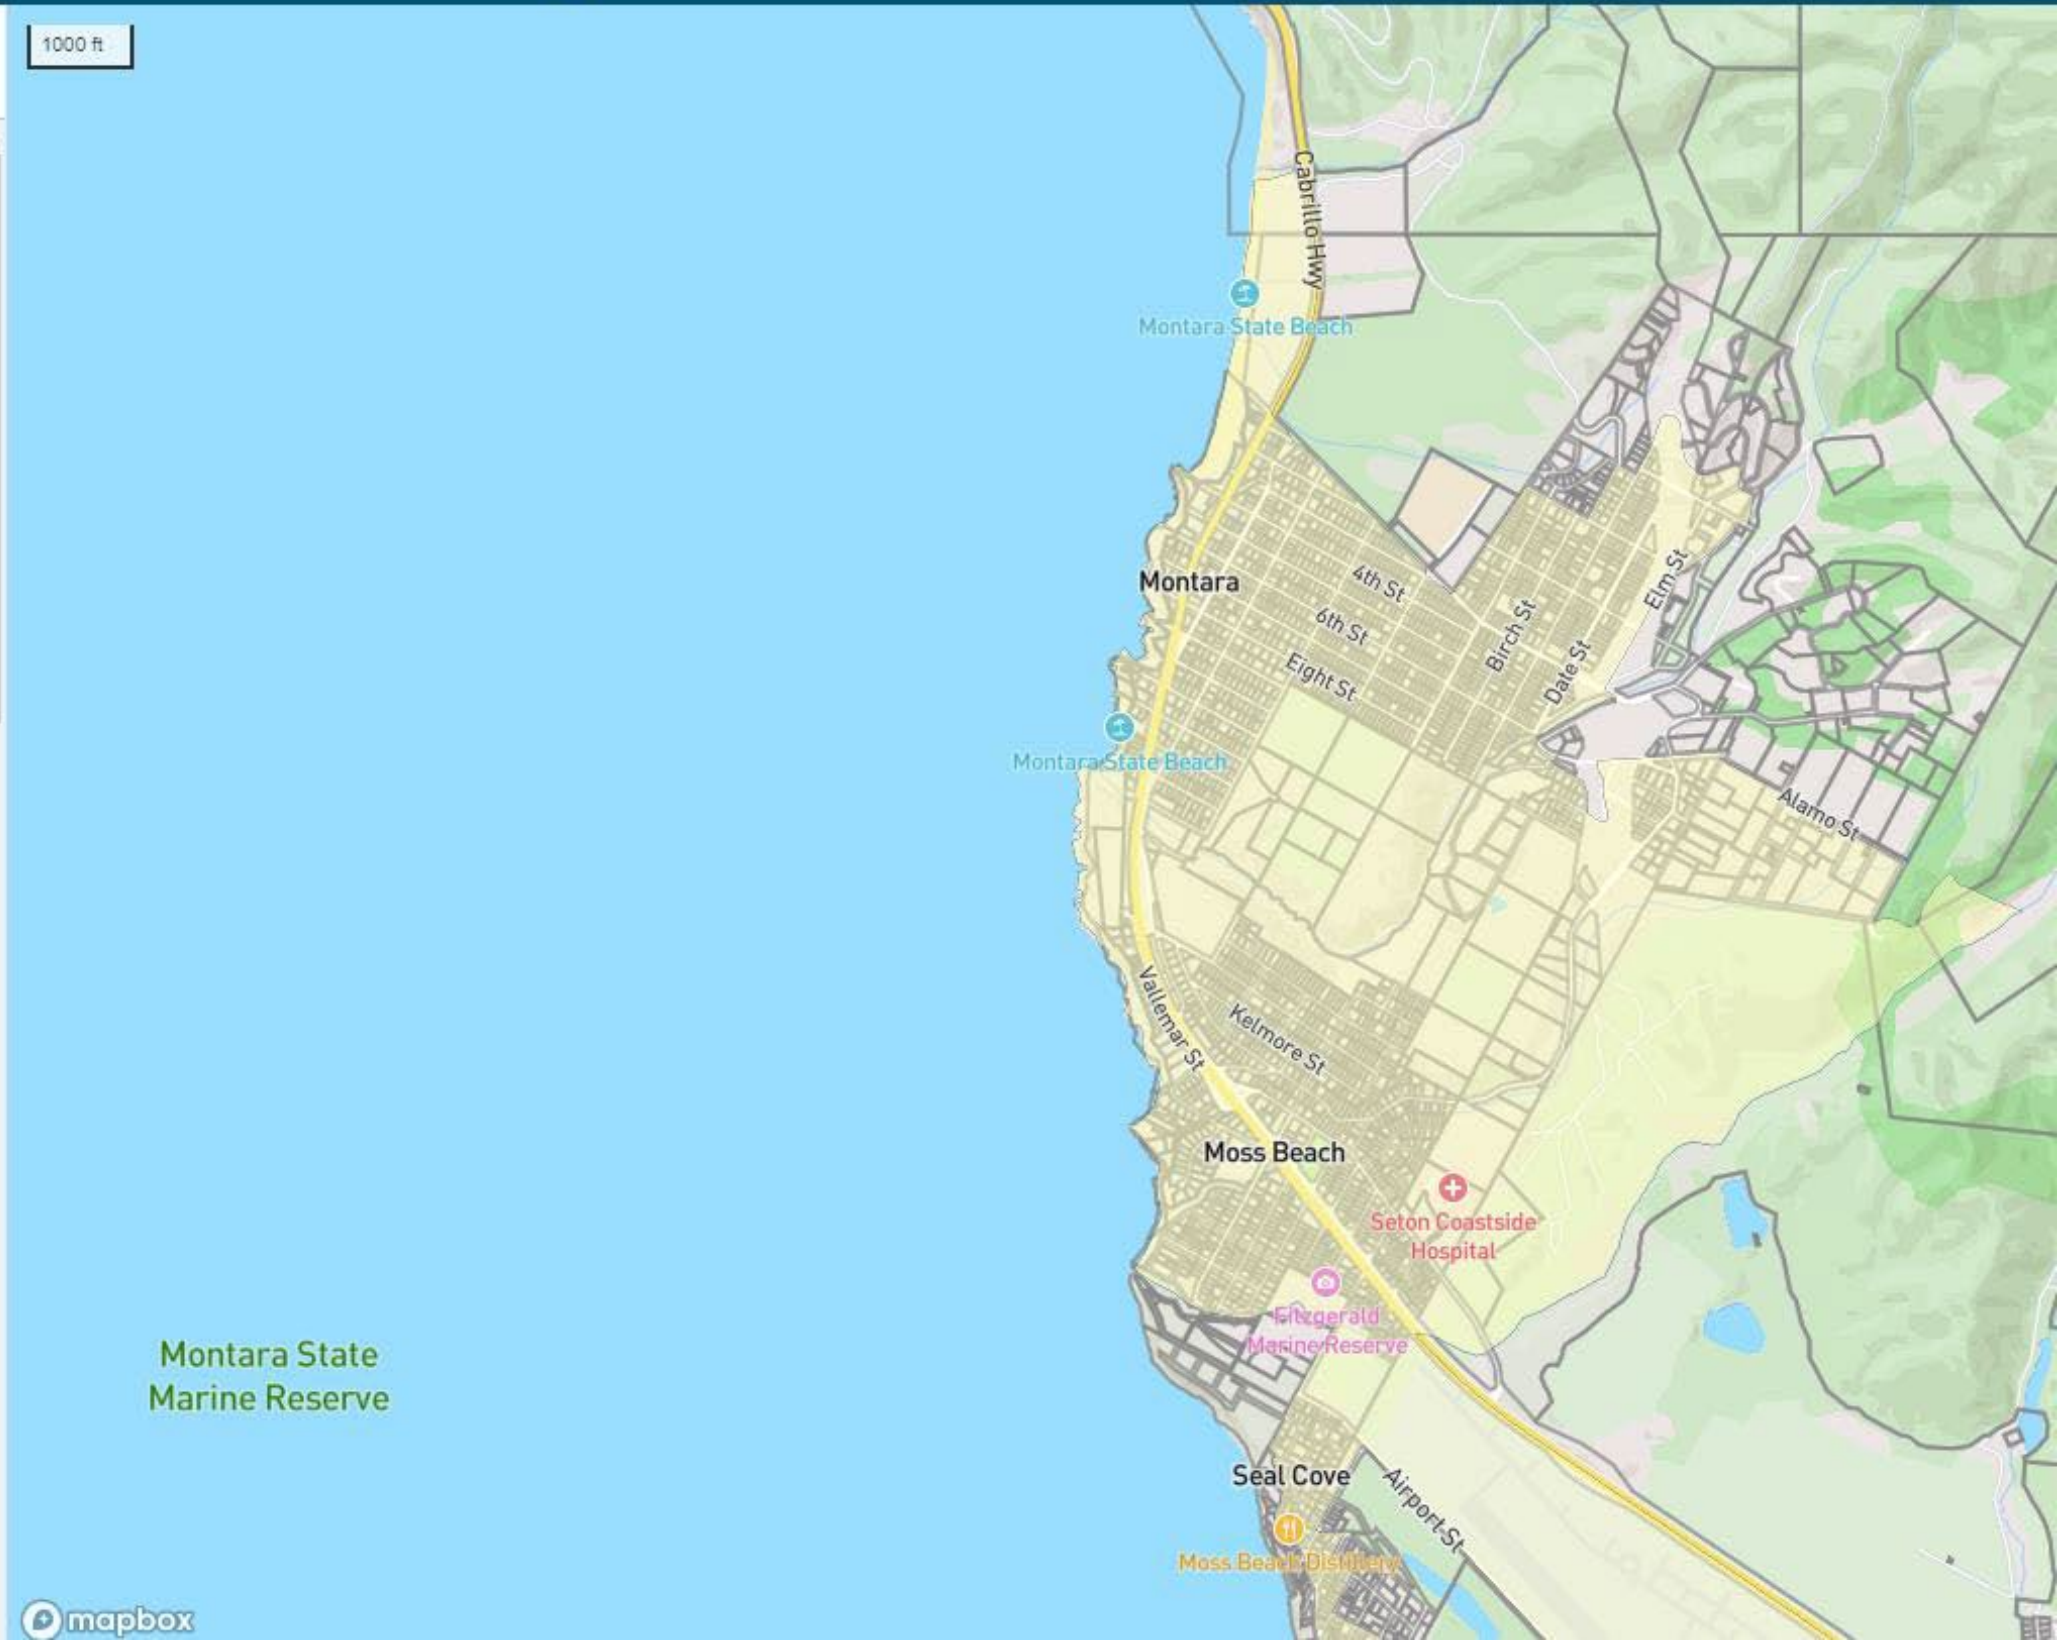 1000 ft
Cabrillo Hwy
Montara State Beach
Montara
4th St
6th St
Eight St
Birch St
Elm St
Date St
Montara State Beach
Alamo St
Vallemar St
Kelmore St
Moss Beach
Seton Coastside
Hospital
Fitzgerald
Marine Reserve
Montara State
Marine Reserve
Seal Cove
Airport St
Moss Beach Distillery
mapbox